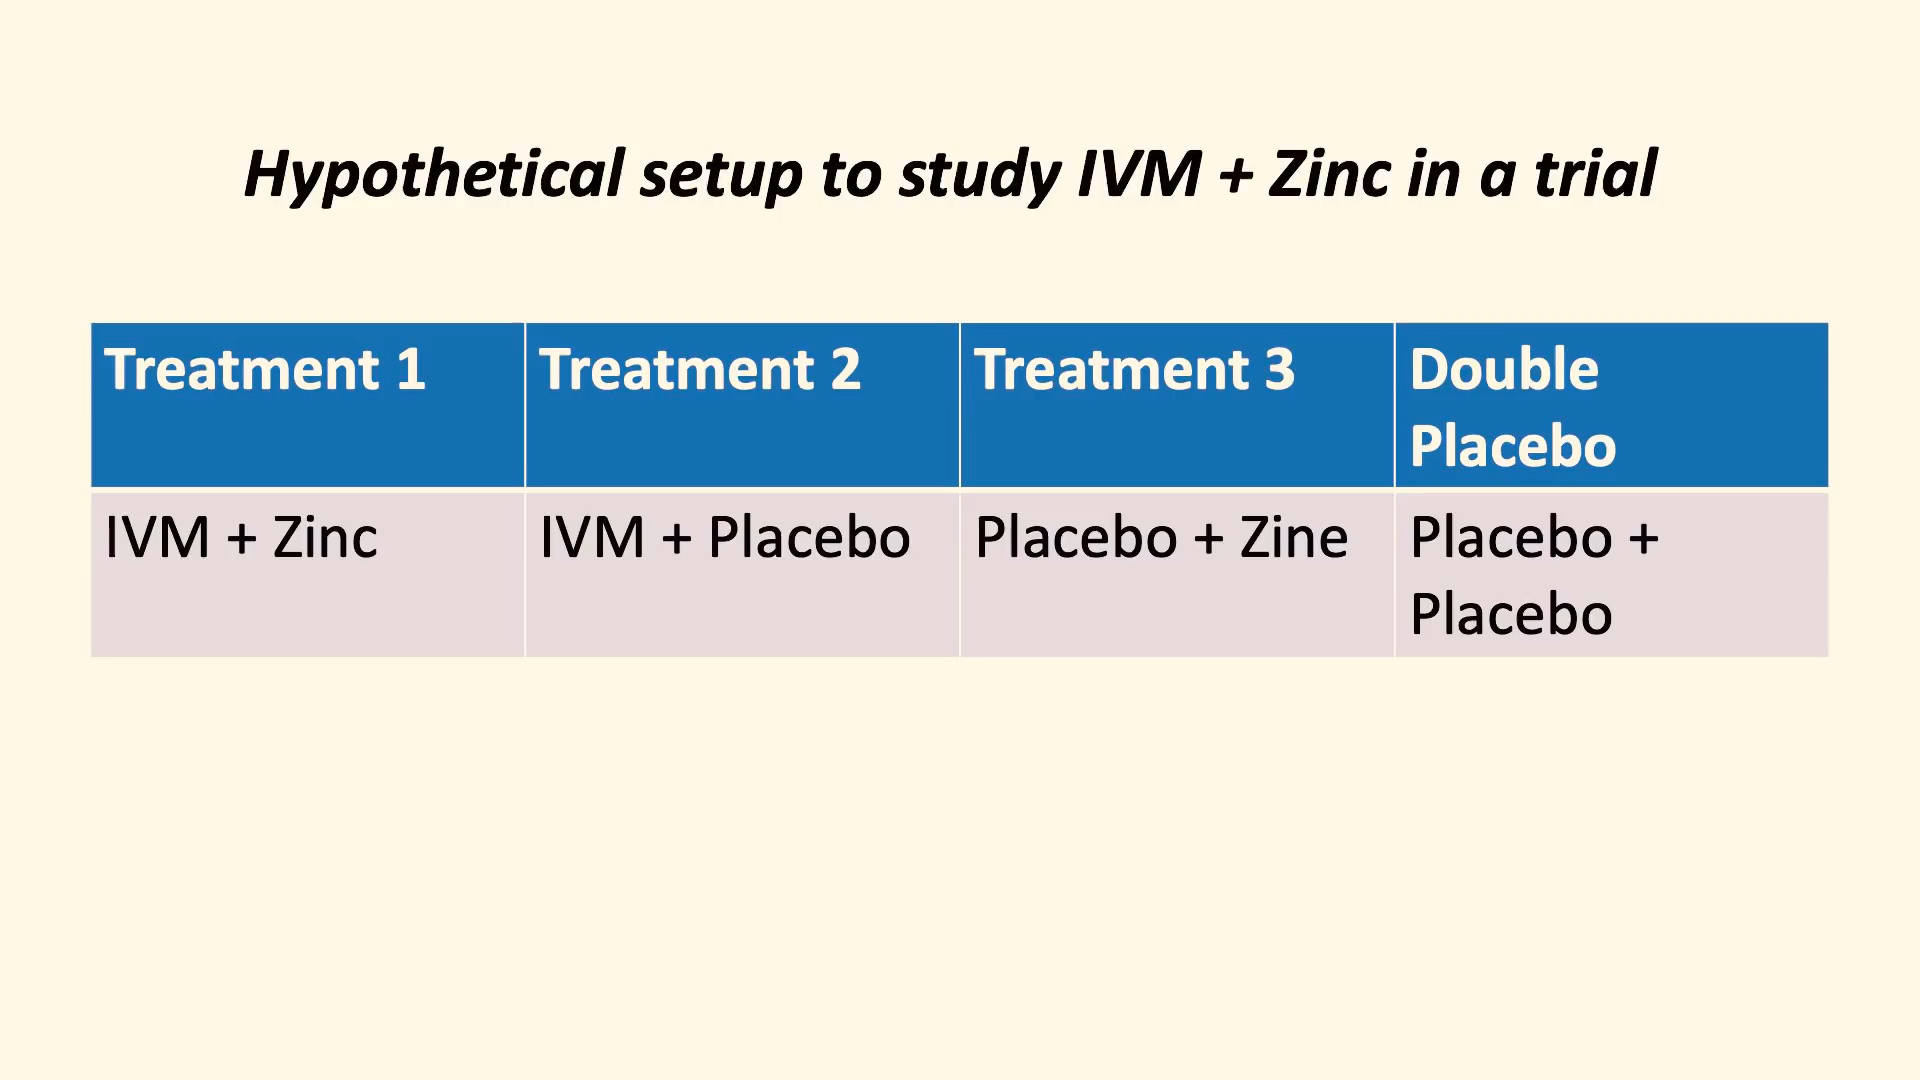 Hypothetical setup to study IVM + Zinc in a trial
Treatment 1
Treatment 2
Treatment 3
Double
Placebo
IVM + Zinc
IVM + Placebo
Placebo + Zine
Placebo +
Placebo